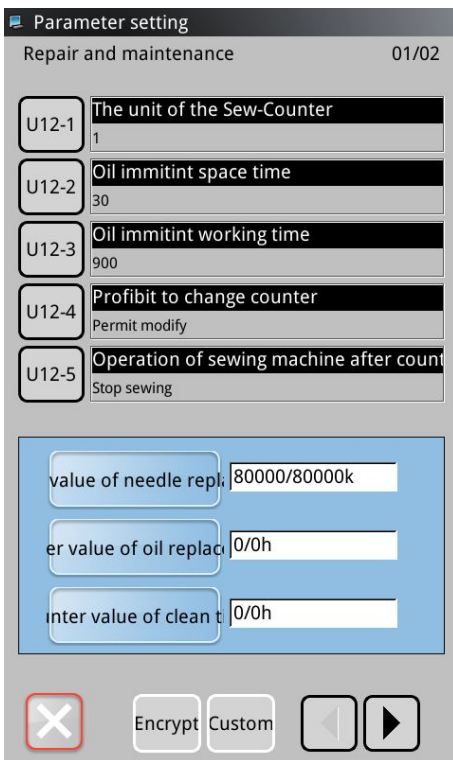 Parameter setting
Repair and maintenance 01/02
U12-1 The unit of the Sew-Counter
1
U12-2 Oil immitint space time
30
U12-3 Oil immitint working time
900
U12-4 Profibit to change counter
Permit modify
U12-5 Operation of sewing machine after count
Stop sewing
value of needle repl 80000/80000k
er value of oil replac 0/0h
nter value of clean t 0/0h
Encrypt Custom